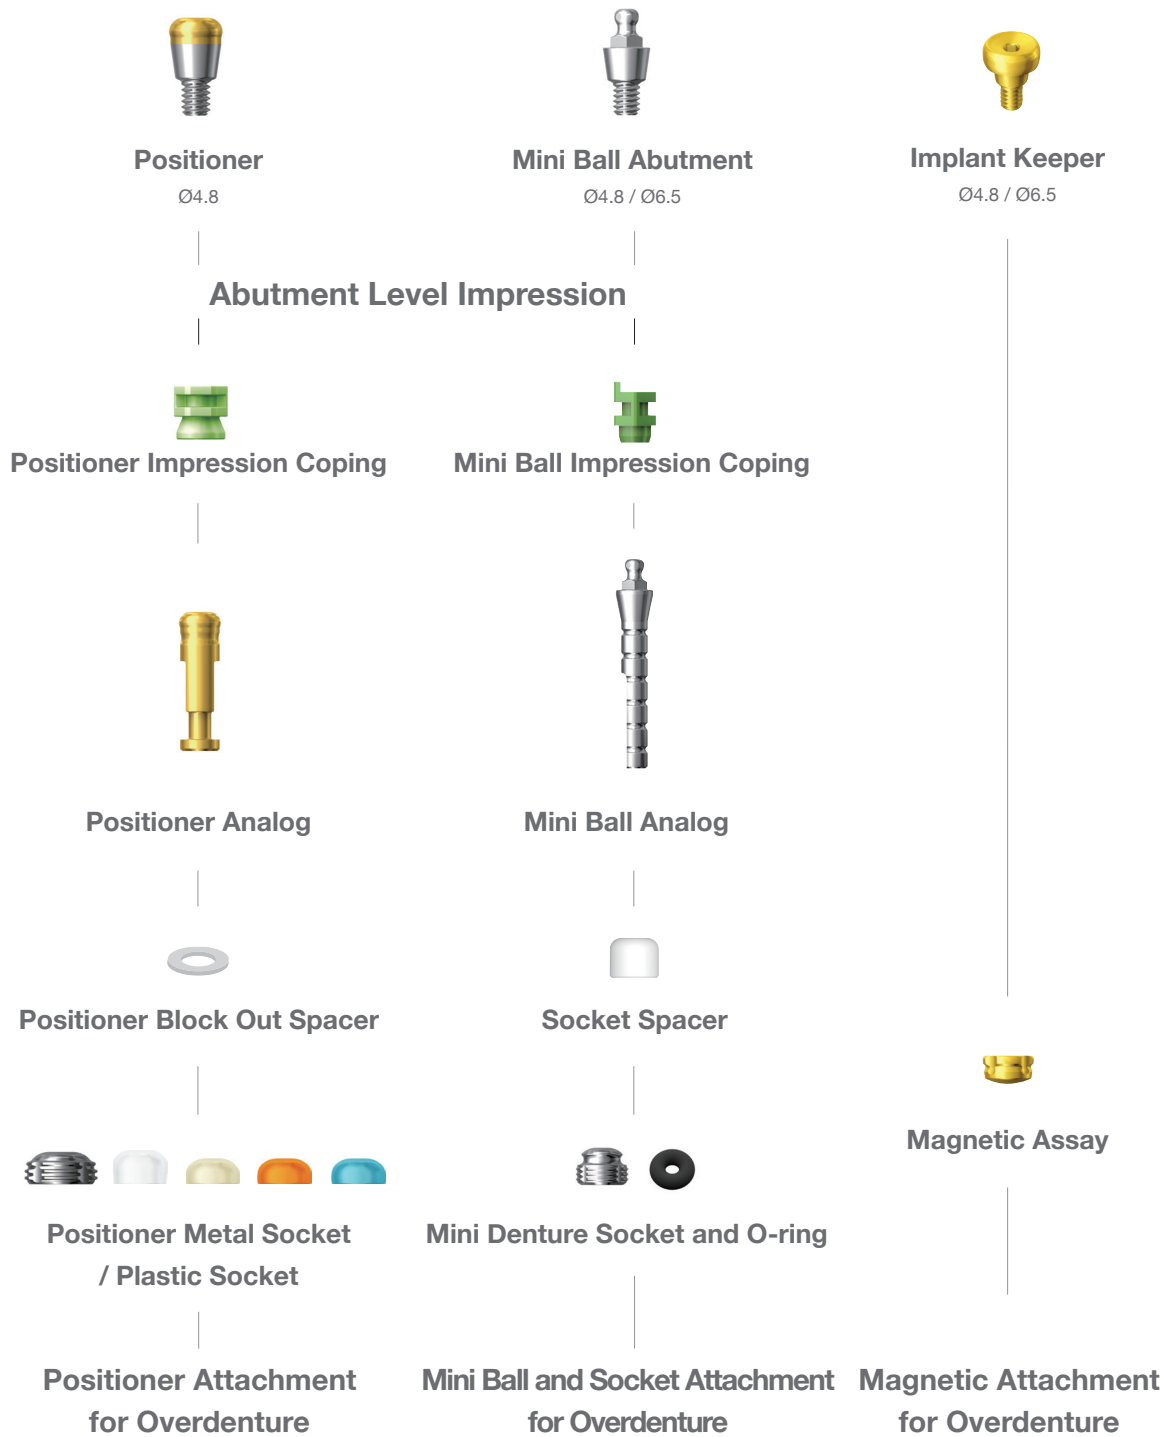 Positioner
Ø4.8
Mini Ball Abutment
Ø4.8 / Ø6.5
Implant Keeper
Ø4.8 / Ø6.5
Abutment Level Impression
Positioner Impression Coping
Mini Ball Impression Coping
Positioner Analog
Mini Ball Analog
Positioner Block Out Spacer
Socket Spacer
Magnetic Assay
Positioner Metal Socket
/ Plastic Socket
Mini Denture Socket and O-ring
Positioner Attachment
for Overdenture
Mini Ball and Socket Attachment
for Overdenture
Magnetic Attachment
for Overdenture